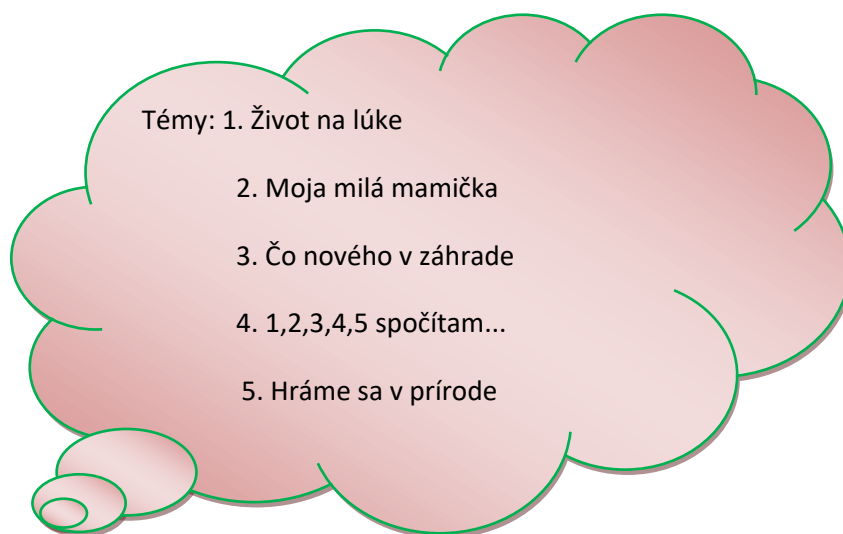 Témy: 1. Život na lúke
2. Moja milá mamička
3. Čo nového v záhrade
4. 1,2,3,4,5 spočítam...
5. Hráme sa v prírode